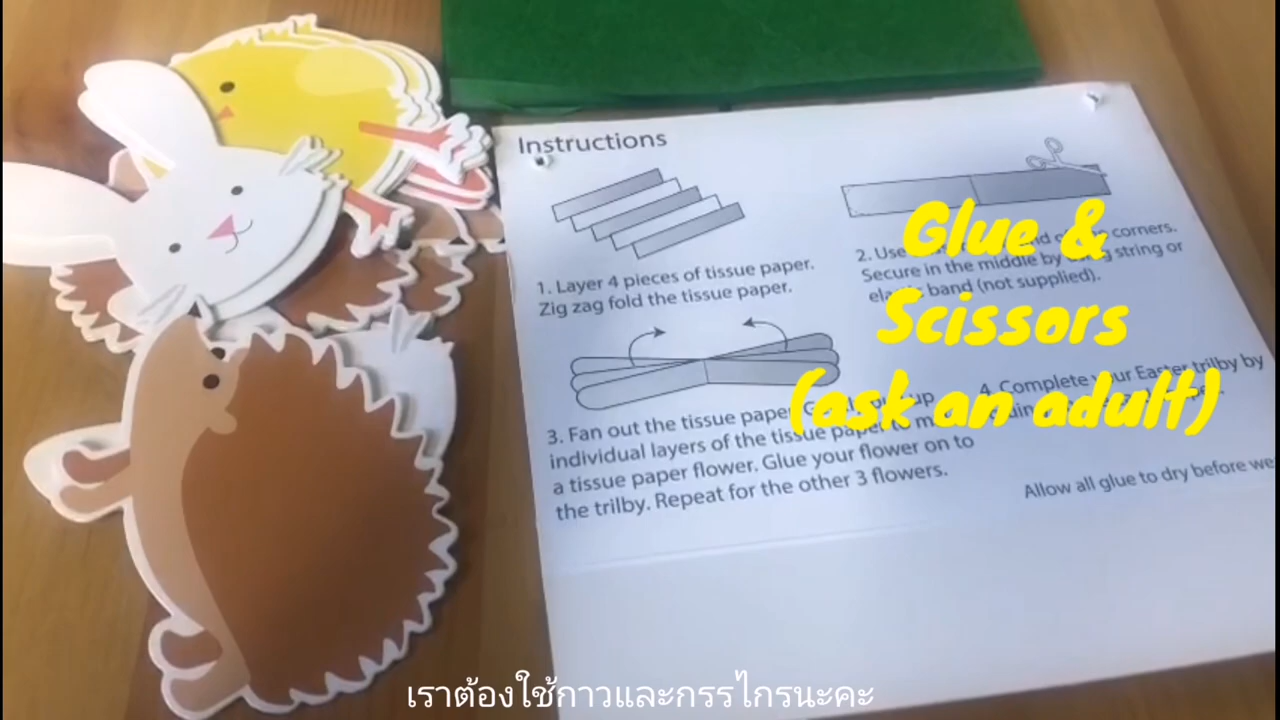 Instructions
1. Layer 4 pieces of tissue paper.
Zig zag fold the tissue paper.
2. Use corners.
Secure in the middle by string or
band (not supplied).
3. Fan out the tissue paper up
individual layers of the tissue paper to
a tissue paper flower. Glue your flower on to
the trilby. Repeat for the other 3 flowers.
4. Complete your Easter trilby by
Allow all glue to dry before
Glue &
Scissors
(ask an adult)
เราต้องใช้กาวและกรรไกรนะคะ